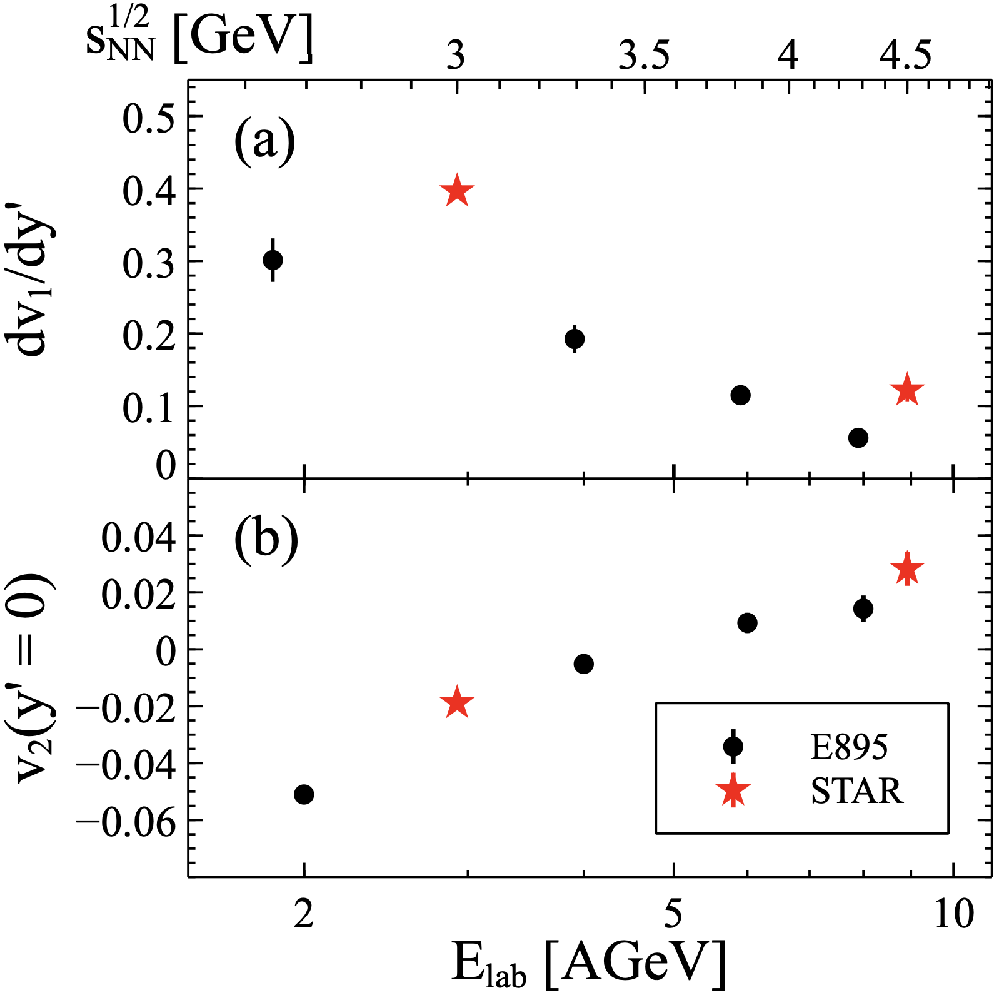 s_NN^1/2 [GeV]
3 3.5 4 4.5
(a)
dv₁/dy'
0.5
0.4
0.3
0.2
0.1
0
(b)
v₂(y' = 0)
0.04
0.02
0
−0.02
−0.04
−0.06
E895
STAR
2 5 10
E_lab [AGeV]